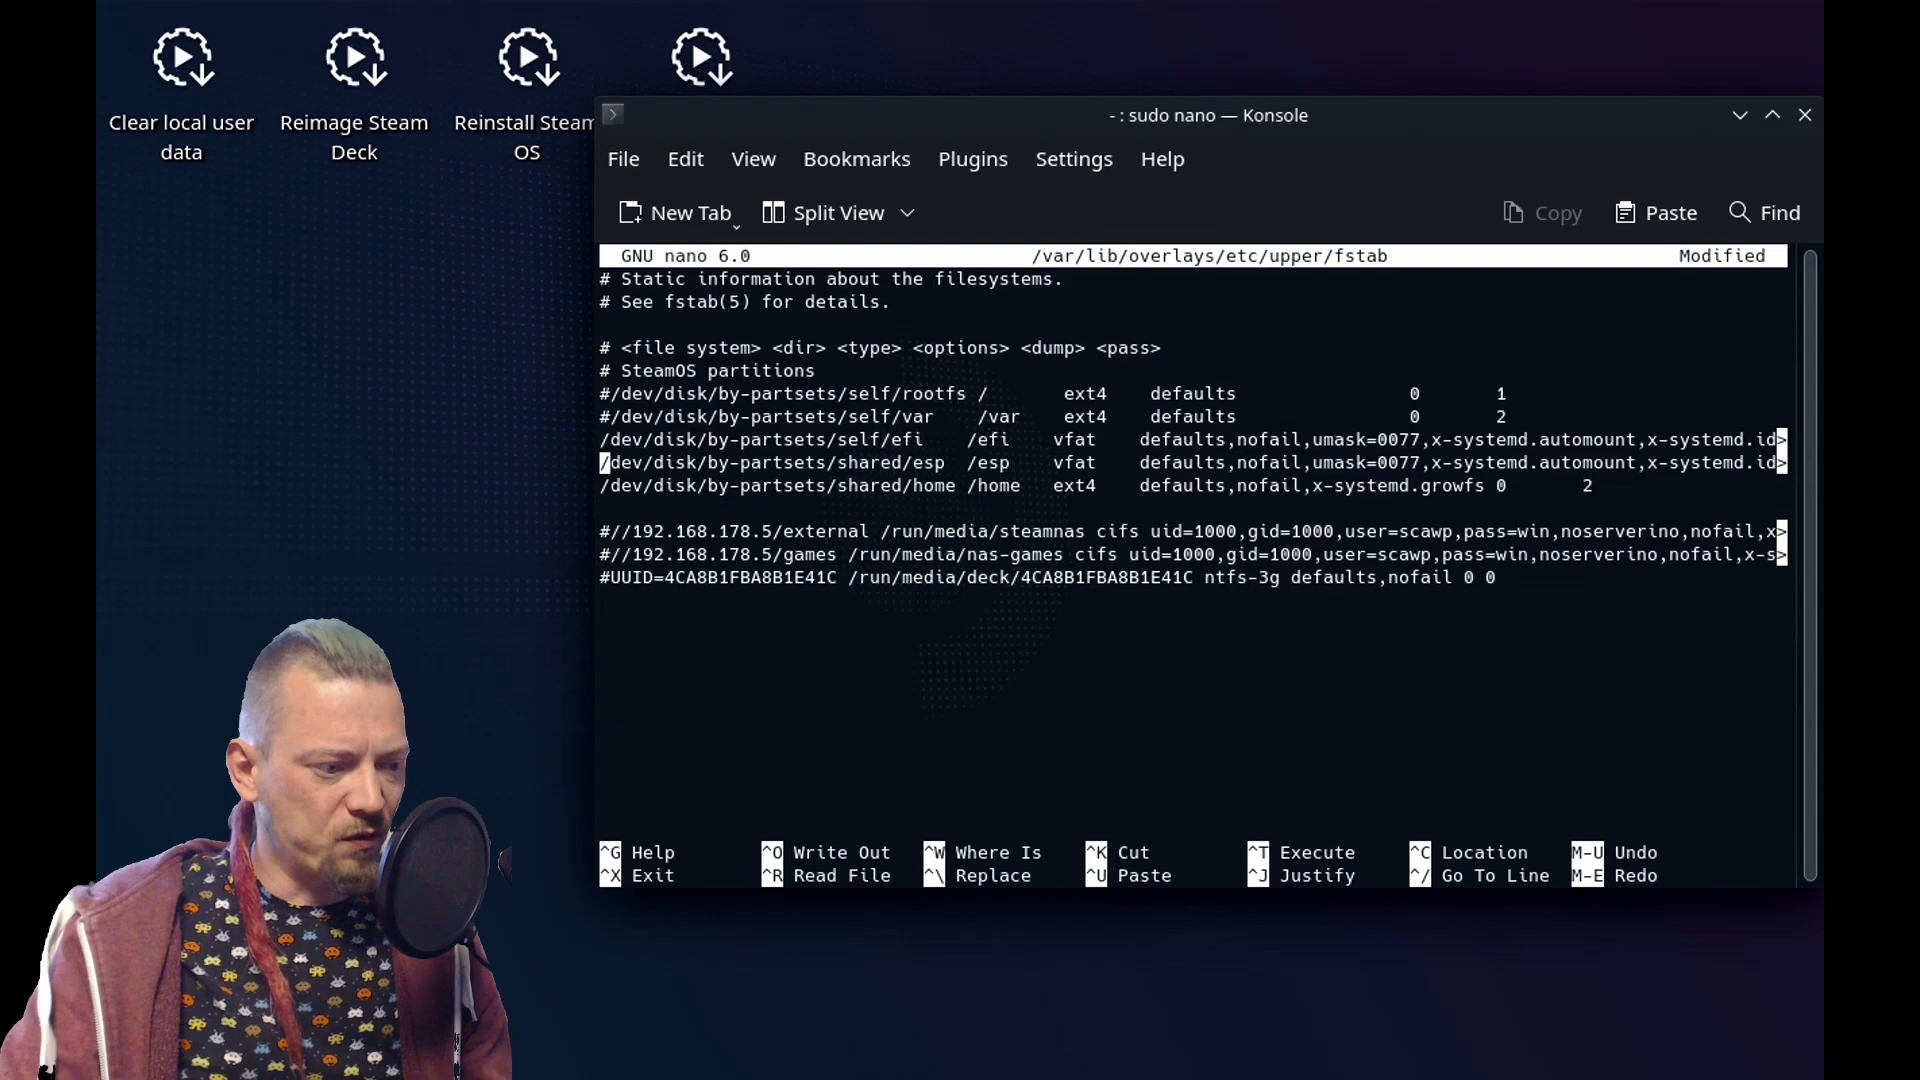 Clear local user
data
Reimage Steam
Deck
Reinstall Steam
OS
- : sudo nano — Konsole
File Edit View Bookmarks Plugins Settings Help
New Tab Split View Copy Paste Find
GNU nano 6.0 /var/lib/overlays/etc/upper/fstab Modified
# Static information about the filesystems.
# See fstab(5) for details.
# <file system> <dir> <type> <options> <dump> <pass>
# SteamOS partitions
#/dev/disk/by-partsets/self/rootfs / ext4 defaults 0 1
#/dev/disk/by-partsets/self/var /var ext4 defaults 0 2
/dev/disk/by-partsets/self/efi /efi vfat defaults,nofail,umask=0077,x-systemd.automount,x-systemd.id>
/dev/disk/by-partsets/shared/esp /esp vfat defaults,nofail,umask=0077,x-systemd.automount,x-systemd.id>
/dev/disk/by-partsets/shared/home /home ext4 defaults,nofail,x-systemd.growfs 0 2
#//192.168.178.5/external /run/media/steamnas cifs uid=1000,gid=1000,user=scawp,pass=win,noserverino,nofail,x>
#//192.168.178.5/games /run/media/nas-games cifs uid=1000,gid=1000,user=scawp,pass=win,noserverino,nofail,x-s>
#UUID=4CA8B1FBA8B1E41C /run/media/deck/4CA8B1FBA8B1E41C ntfs-3g defaults,nofail 0 0
^G Help ^O Write Out ^W Where Is ^K Cut ^T Execute ^C Location M-U Undo
^X Exit ^R Read File ^\ Replace ^U Paste ^J Justify ^/ Go To Line M-E Redo